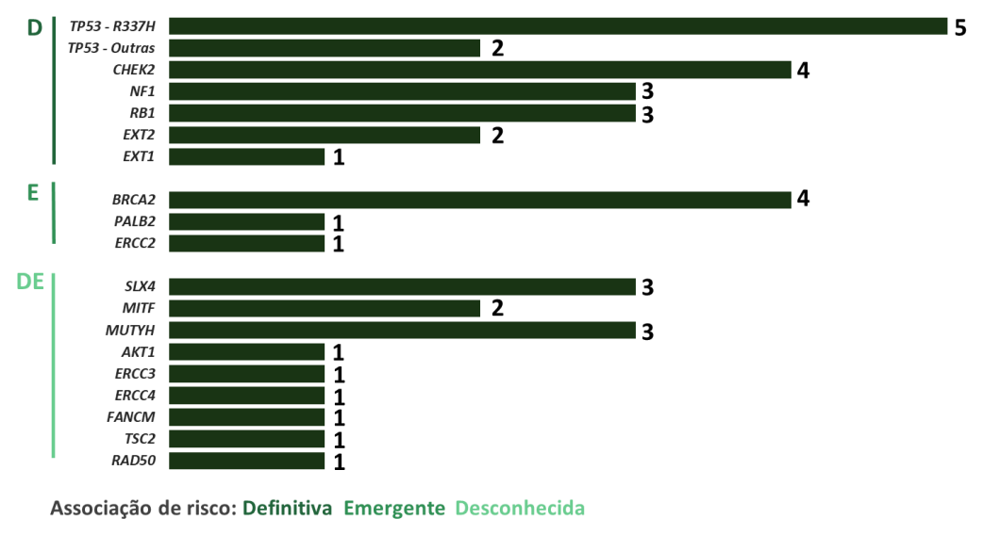 D
TP53 - R337H 5
TP53 - Outras 2
CHEK2 4
NF1 3
RB1 3
EXT2 2
EXT1 1
E
BRCA2 4
PALB2 1
ERCC2 1
DE
SLX4 3
MITF 2
MUTYH 3
AKT1 1
ERCC3 1
ERCC4 1
FANCM 1
TSC2 1
RAD50 1
Associação de risco: Definitiva Emergente Desconhecida